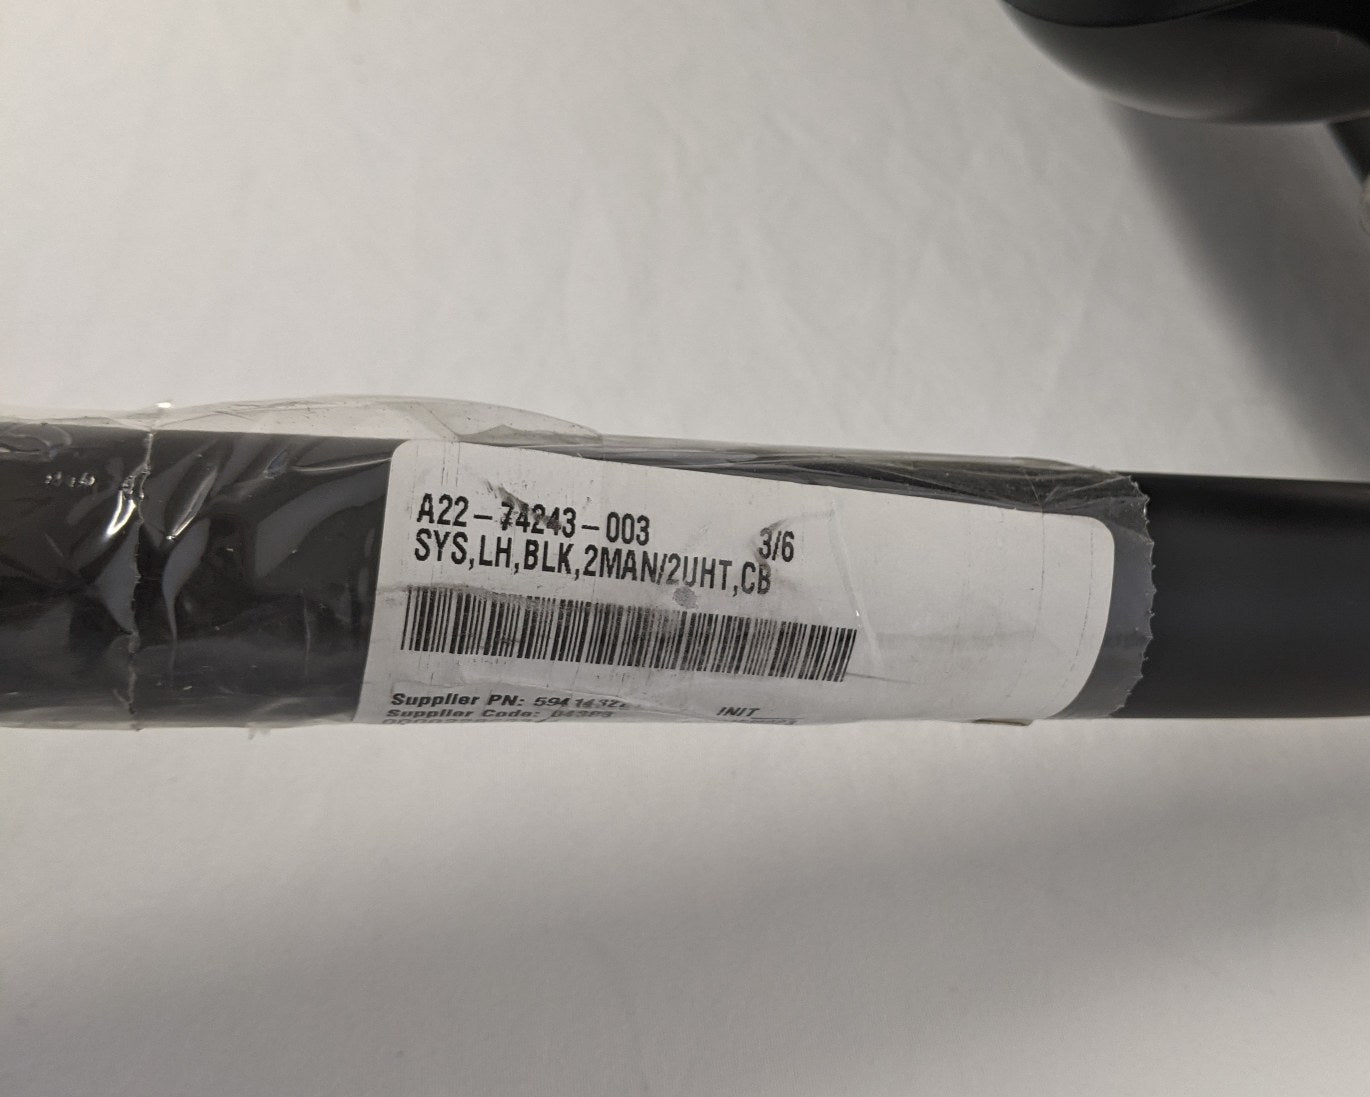 A22-74243-003 3/6
SYS,LH,BLK,2MAN/2UHT,CB
Supplier PN:
Supplier Code:
INIT